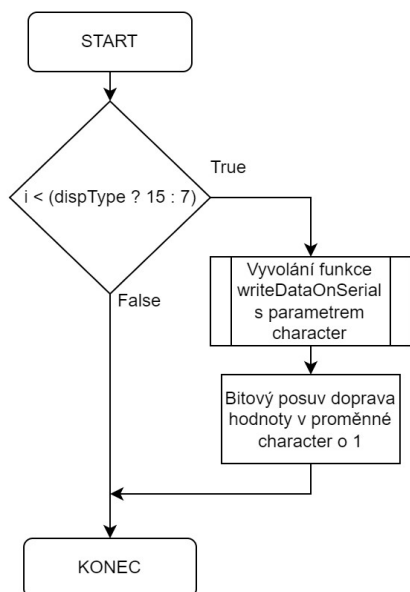 START
i < (dispType ? 15 : 7)
True
False
Vyvolání funkce
writeDataOnSerial
s parametrem
character
Bitový posuv doprava
hodnoty v proměnné
character o 1
KONEC